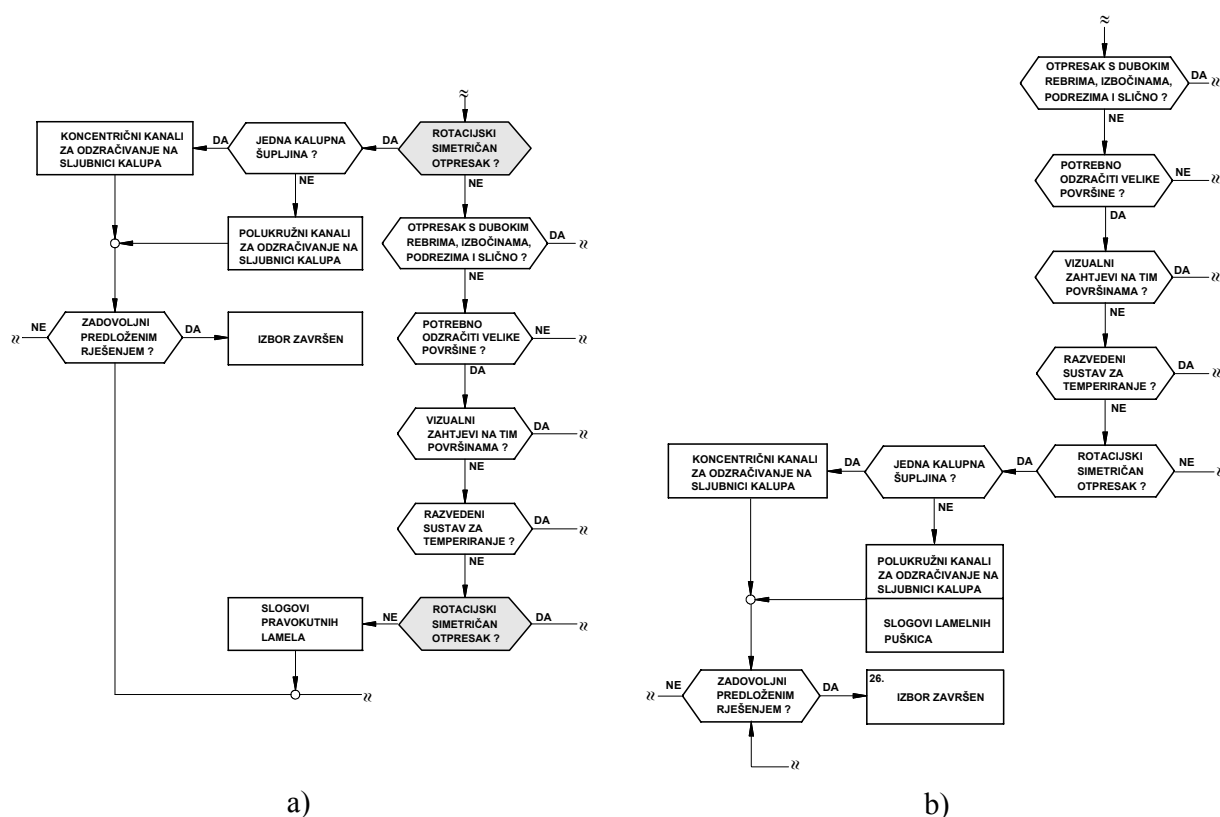 ≈
ROTACIJSKI
SIMETRIČAN
OTPRESAK ?
DA
NE
JEDNA KALUPNA
ŠUPLJINA ?
DA
NE
KONCENTRIČNI KANALI
ZA ODZRAČIVANJE NA
SLJUBNICI KALUPA
POLUKRUŽNI KANALI
ZA ODZRAČIVANJE NA
SLJUBNICI KALUPA
OTPRESAK S DUBOKIM
REBRIMA, IZBOČINAMA,
PODREZIMA I SLIČNO ?
DA
≈
NE
ZADOVOLJNI
PREDLOŽENIM
RJEŠENJEM ?
≈
NE
DA
IZBOR ZAVRŠEN
POTREBNO
ODZRAČITI VELIKE
POVRŠINE ?
NE
≈
DA
VIZUALNI
ZAHTJEVI NA TIM
POVRŠINAMA ?
DA
≈
NE
RAZVEDENI
SUSTAV ZA
TEMPERIRANJE ?
DA
≈
NE
SLOGOVI
PRAVOKUTNIH
LAMELA
NE
ROTACIJSKI
SIMETRIČAN
OTPRESAK ?
DA
≈
≈
a)
≈
OTPRESAK S DUBOKIM
REBRIMA, IZBOČINAMA,
PODREZIMA I SLIČNO ?
DA
≈
NE
POTREBNO
ODZRAČITI VELIKE
POVRŠINE ?
NE
≈
DA
VIZUALNI
ZAHTJEVI NA TIM
POVRŠINAMA ?
DA
≈
NE
RAZVEDENI
SUSTAV ZA
TEMPERIRANJE ?
DA
≈
NE
ROTACIJSKI
SIMETRIČAN
OTPRESAK ?
NE
≈
DA
JEDNA KALUPNA
ŠUPLJINA ?
DA
NE
KONCENTRIČNI KANALI
ZA ODZRAČIVANJE NA
SLJUBNICI KALUPA
POLUKRUŽNI KANALI
ZA ODZRAČIVANJE NA
SLJUBNICI KALUPA
SLOGOVI LAMELNIH
PUŠKICA
ZADOVOLJNI
PREDLOŽENIM
RJEŠENJEM ?
≈
NE
DA
26.
IZBOR ZAVRŠEN
≈
b)